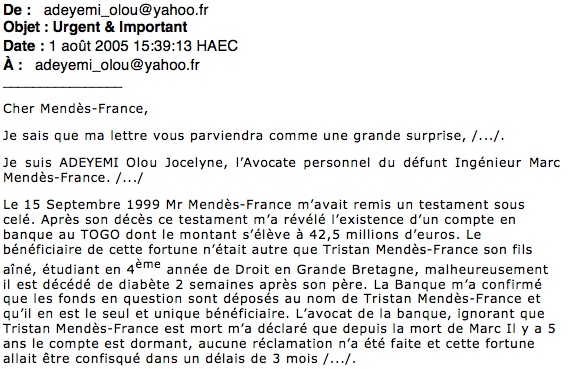 De : adeyemi_olou@yahoo.fr
Objet : Urgent & Important
Date : 1 août 2005 15:39:13 HAEC
À : adeyemi_olou@yahoo.fr
________________
Cher Mendès-France,
Je sais que ma lettre vous parviendra comme une grande surprise, /.../.
Je suis ADEYEMI Olou Jocelyne, l’Avocate personnel du défunt Ingénieur Marc
Mendès-France. /.../
Le 15 Septembre 1999 Mr Mendès-France m’avait remis un testament sous
celé. Après son décès ce testament m’a révélé l’existence d’un compte en
banque au TOGO dont le montant s’élève à 42,5 millions d’euros. Le
bénéficiaire de cette fortune n’était autre que Tristan Mendès-France son fils
aîné, étudiant en 4ème année de Droit en Grande Bretagne, malheureusement
il est décédé de diabète 2 semaines après son père. La Banque m’a confirmé
que les fonds en question sont déposés au nom de Tristan Mendès-France et
qu’il en est le seul et unique bénéficiaire. L’avocat de la banque, ignorant que
Tristan Mendès-France est mort m’a déclaré que depuis la mort de Marc Il y a 5
ans le compte est dormant, aucune réclamation n’a été faite et cette fortune
allait être confisqué dans un délais de 3 mois /.../.